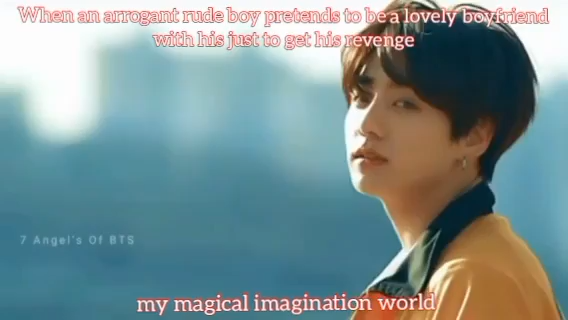 When an arrogant rude boy pretends to be a lovely boyfriend
with his just to get his revenge
7 Angel's Of BTS
my magical imagination world